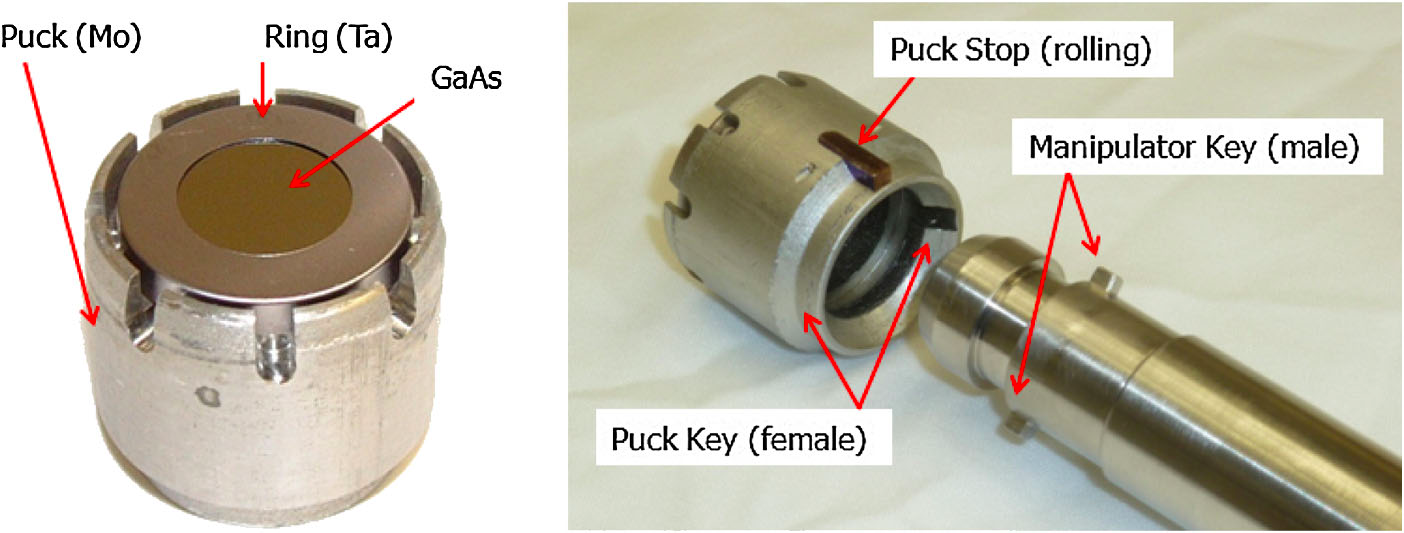 Puck (Mo)
Ring (Ta)
GaAs
Puck Stop (rolling)
Manipulator Key (male)
Puck Key (female)